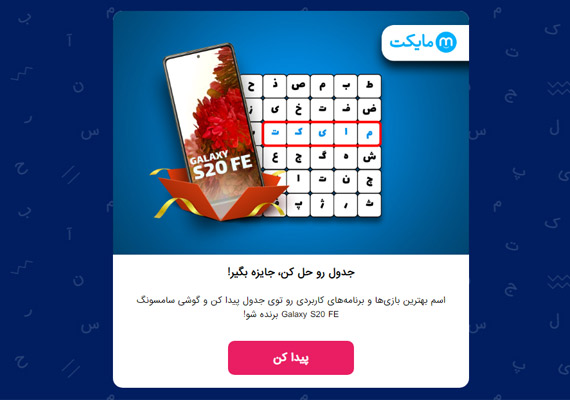 مایکت
ط ب م ص ذ ح
ض ف ت خ ی ز
م ا ی ک ت
ش ه گ ج ع
چ ن ت ا
ث ر ژ پ
GALAXY
S20 FE
جدول رو حل کن، جایزه بگیر!
اسم بهترین بازی‌ها و برنامه‌های کاربردی رو توی جدول پیدا کن و گوشی سامسونگ
Galaxy S20 FE برنده شو!
پیدا کن